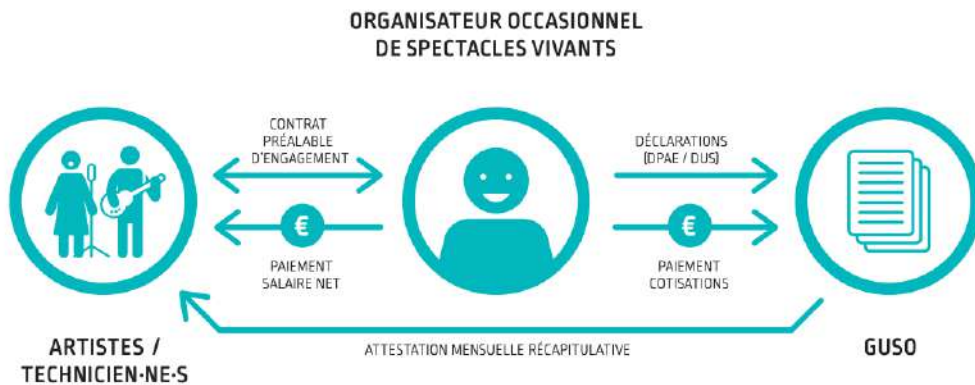 ORGANISATEUR OCCASIONNEL
DE SPECTACLES VIVANTS
CONTRAT
PRÉALABLE
D'ENGAGEMENT
DÉCLARATIONS
(DPAE / DUS)
€
€
PAIEMENT
SALAIRE NET
PAIEMENT
COTISATIONS
ARTISTES /
TECHNICIEN·NE·S
ATTESTATION MENSUELLE RÉCAPITULATIVE
GUSO